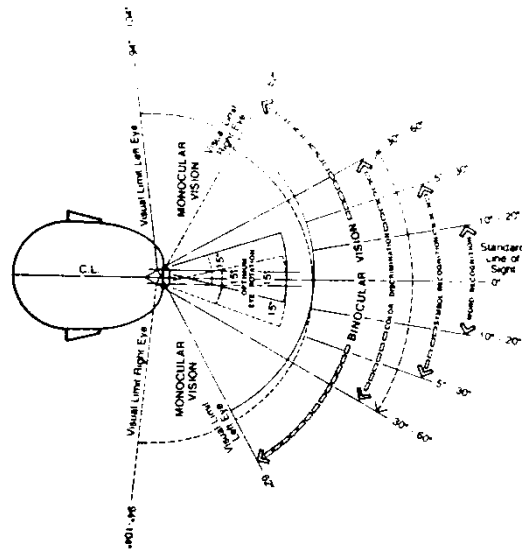 94° · 104°
Visual Limit Left Eye
MONOCULAR
VISION
Visual Limit
Right Eye
62°
C.L.
15°
15°
15°
15°
OPTIMUM
EYE ROTATION
BINOCULAR VISION
COLOR DISCRIMINATION
SYMBOL RECOGNITION
WORD RECOGNITION
30° · 60°
5° · 30°
10° · 20°
Standard
Line of
Sight
0°
10° · 20°
5° · 30°
30° · 60°
Visual Limit Right Eye
MONOCULAR
VISION
Visual Limit
Left Eye
62°
94° · 104°